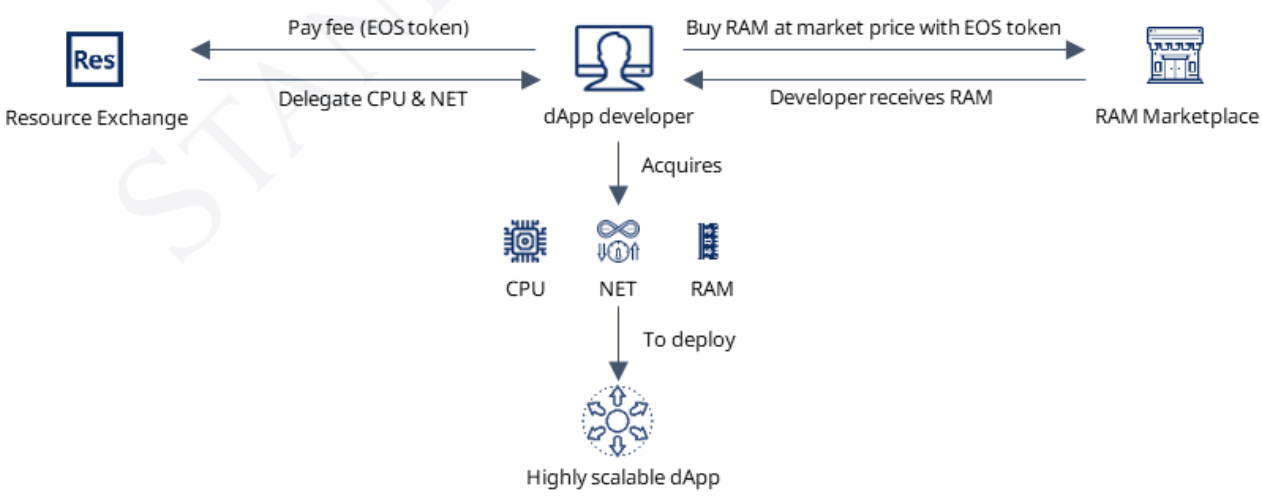 Pay fee (EOS token)
Buy RAM at market price with EOS token
Res
Delegate CPU & NET
Developer receives RAM
Resource Exchange
dApp developer
RAM Marketplace
Acquires
CPU
NET
RAM
To deploy
Highly scalable dApp
STAN